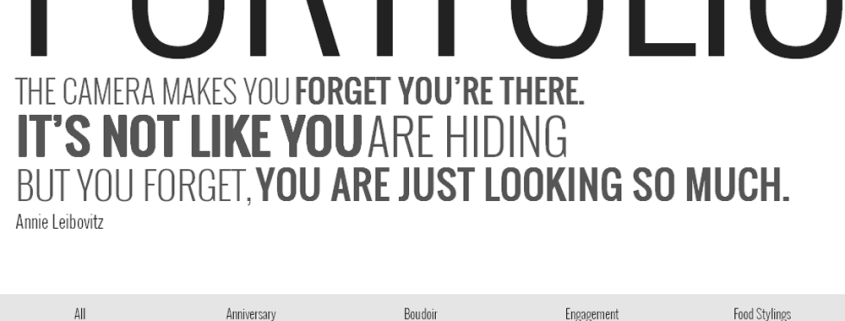 PORTFOLIO
THE CAMERA MAKES YOU FORGET YOU'RE THERE.
IT'S NOT LIKE YOU ARE HIDING
BUT YOU FORGET, YOU ARE JUST LOOKING SO MUCH.
Annie Leibovitz
All Anniversary Boudoir Engagement Food Stylings